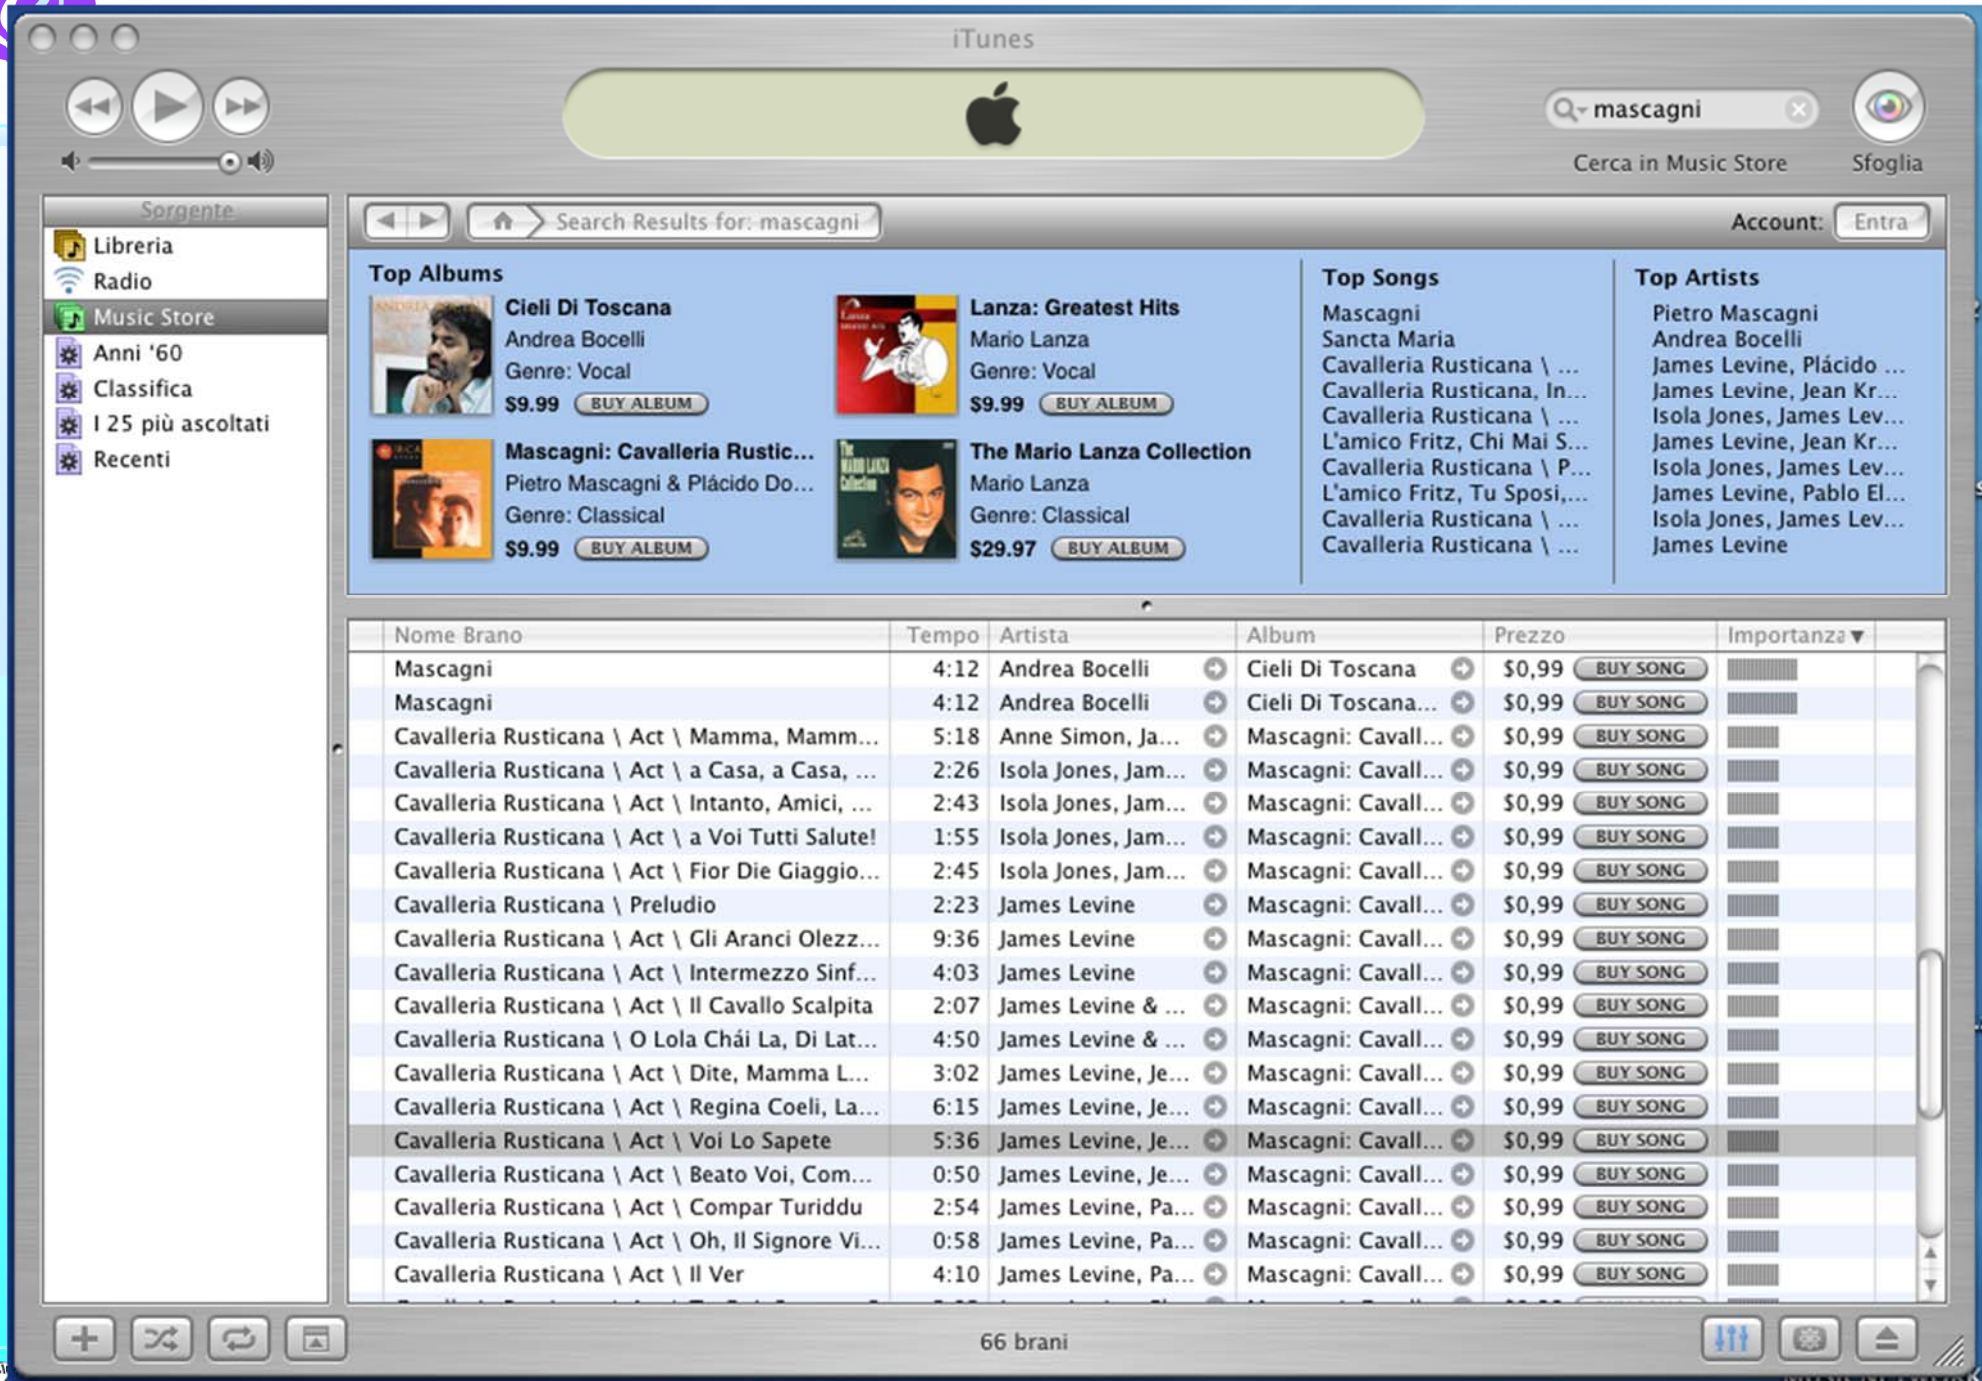 iTunes
mascagni
Cerca in Music Store
Sfoglia
Sorgente
Libreria
Radio
Music Store
Anni '60
Classifica
I 25 più ascoltati
Recenti
Search Results for: mascagni
Account: Entra
Top Albums
Cieli Di Toscana
Andrea Bocelli
Genre: Vocal
$9.99 BUY ALBUM
Lanza: Greatest Hits
Mario Lanza
Genre: Vocal
$9.99 BUY ALBUM
Mascagni: Cavalleria Rustic...
Pietro Mascagni & Plácido Do...
Genre: Classical
$9.99 BUY ALBUM
The Mario Lanza Collection
Mario Lanza
Genre: Classical
$29.97 BUY ALBUM
Top Songs
Mascagni
Sancta Maria
Cavalleria Rusticana \ ...
Cavalleria Rusticana, In...
Cavalleria Rusticana \ ...
L'amico Fritz, Chi Mai S...
Cavalleria Rusticana \ P...
L'amico Fritz, Tu Sposi,...
Cavalleria Rusticana \ ...
Cavalleria Rusticana \ ...
Top Artists
Pietro Mascagni
Andrea Bocelli
James Levine, Plácido ...
James Levine, Jean Kr...
Isola Jones, James Lev...
James Levine, Jean Kr...
Isola Jones, James Lev...
James Levine, Pablo El...
Isola Jones, James Lev...
James Levine
Nome Brano Tempo Artista Album Prezzo Importanza
Mascagni 4:12 Andrea Bocelli Cieli Di Toscana $0,99 BUY SONG
Mascagni 4:12 Andrea Bocelli Cieli Di Toscana... $0,99 BUY SONG
Cavalleria Rusticana \ Act \ Mamma, Mamm... 5:18 Anne Simon, Ja... Mascagni: Cavall... $0,99 BUY SONG
Cavalleria Rusticana \ Act \ a Casa, a Casa, ... 2:26 Isola Jones, Jam... Mascagni: Cavall... $0,99 BUY SONG
Cavalleria Rusticana \ Act \ Intanto, Amici, ... 2:43 Isola Jones, Jam... Mascagni: Cavall... $0,99 BUY SONG
Cavalleria Rusticana \ Act \ a Voi Tutti Salute! 1:55 Isola Jones, Jam... Mascagni: Cavall... $0,99 BUY SONG
Cavalleria Rusticana \ Act \ Fior Die Giaggio... 2:45 Isola Jones, Jam... Mascagni: Cavall... $0,99 BUY SONG
Cavalleria Rusticana \ Preludio 2:23 James Levine Mascagni: Cavall... $0,99 BUY SONG
Cavalleria Rusticana \ Act \ Gli Aranci Olezz... 9:36 James Levine Mascagni: Cavall... $0,99 BUY SONG
Cavalleria Rusticana \ Act \ Intermezzo Sinf... 4:03 James Levine Mascagni: Cavall... $0,99 BUY SONG
Cavalleria Rusticana \ Act \ Il Cavallo Scalpita 2:07 James Levine & ... Mascagni: Cavall... $0,99 BUY SONG
Cavalleria Rusticana \ O Lola Chái La, Di Lat... 4:50 James Levine & ... Mascagni: Cavall... $0,99 BUY SONG
Cavalleria Rusticana \ Act \ Dite, Mamma L... 3:02 James Levine, Je... Mascagni: Cavall... $0,99 BUY SONG
Cavalleria Rusticana \ Act \ Regina Coeli, La... 6:15 James Levine, Je... Mascagni: Cavall... $0,99 BUY SONG
Cavalleria Rusticana \ Act \ Voi Lo Sapete 5:36 James Levine, Je... Mascagni: Cavall... $0,99 BUY SONG
Cavalleria Rusticana \ Act \ Beato Voi, Com... 0:50 James Levine, Je... Mascagni: Cavall... $0,99 BUY SONG
Cavalleria Rusticana \ Act \ Compar Turiddu 2:54 James Levine, Pa... Mascagni: Cavall... $0,99 BUY SONG
Cavalleria Rusticana \ Act \ Oh, Il Signore Vi... 0:58 James Levine, Pa... Mascagni: Cavall... $0,99 BUY SONG
Cavalleria Rusticana \ Act \ Il Ver 4:10 James Levine, Pa... Mascagni: Cavall... $0,99 BUY SONG
66 brani